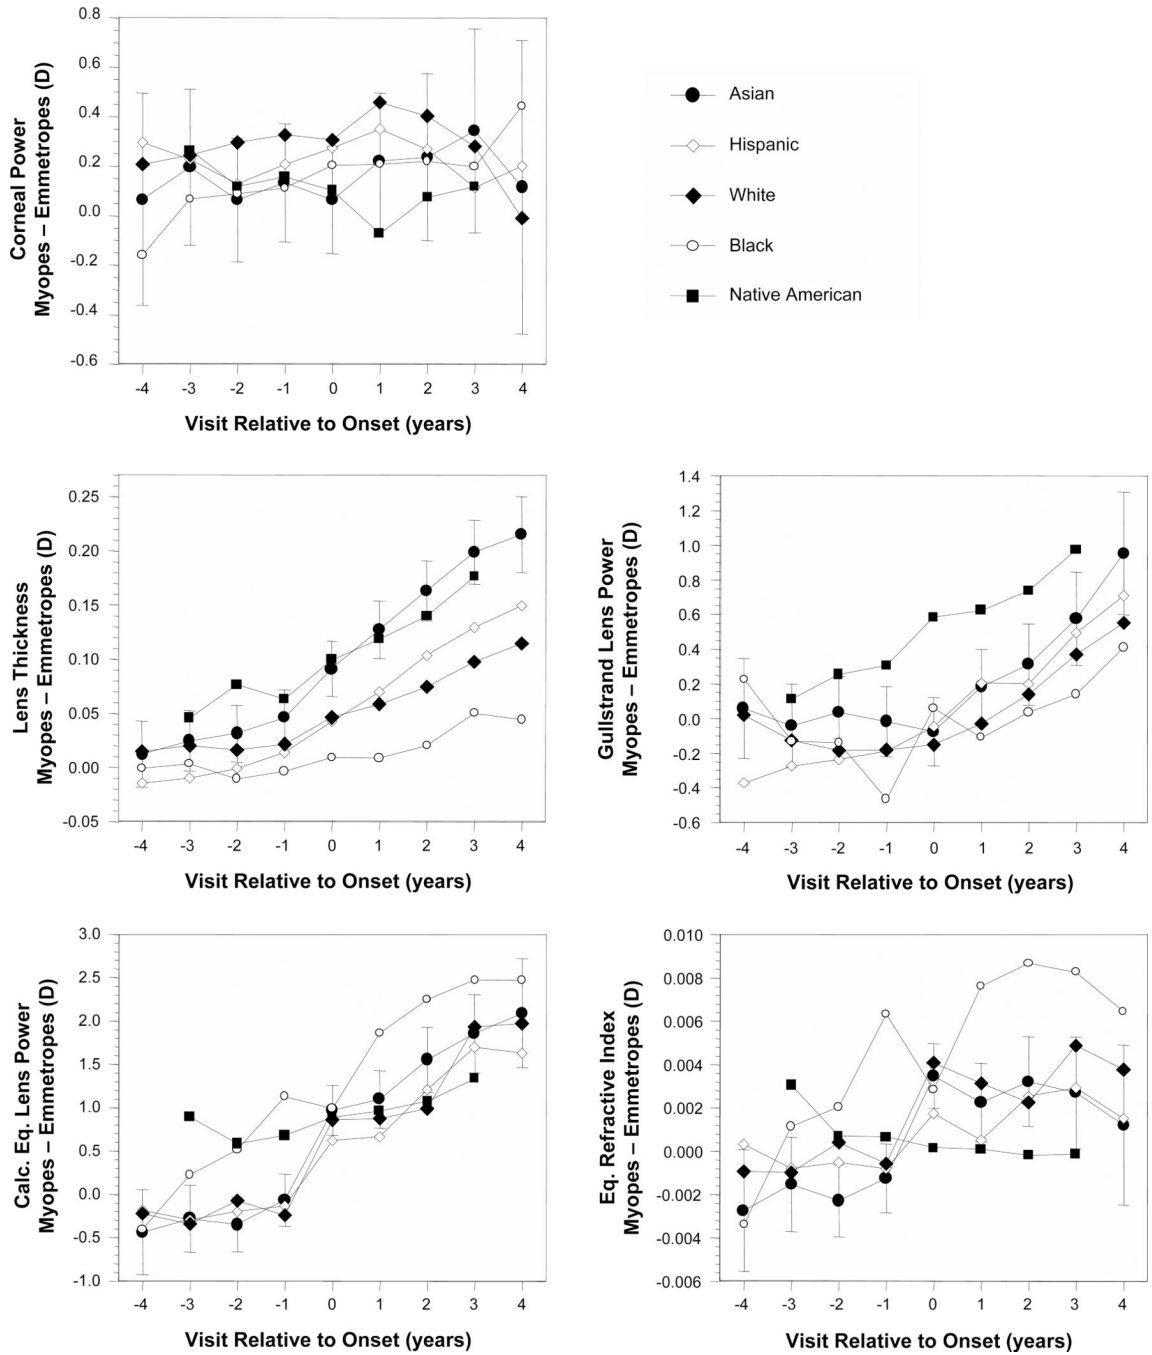 Corneal Power
Myopes – Emmetropes (D)
0.8
0.6
0.4
0.2
0.0
-0.2
-0.4
-0.6
-4 -3 -2 -1 0 1 2 3 4
Visit Relative to Onset (years)
Asian
Hispanic
White
Black
Native American
Lens Thickness
Myopes – Emmetropes (D)
0.25
0.20
0.15
0.10
0.05
0.00
-0.05
-4 -3 -2 -1 0 1 2 3 4
Visit Relative to Onset (years)
Gullstrand Lens Power
Myopes – Emmetropes (D)
1.4
1.2
1.0
0.8
0.6
0.4
0.2
0.0
-0.2
-0.4
-0.6
-4 -3 -2 -1 0 1 2 3 4
Visit Relative to Onset (years)
Calc. Eq. Lens Power
Myopes – Emmetropes (D)
3.0
2.5
2.0
1.5
1.0
0.0
-0.5
-1.0
-4 -3 -2 -1 0 1 2 3 4
Visit Relative to Onset (years)
Eq. Refractive Index
Myopes – Emmetropes (D)
0.010
0.008
0.006
0.004
0.002
0.000
-0.002
-0.004
-0.006
-4 -3 -2 -1 0 1 2 3 4
Visit Relative to Onset (years)